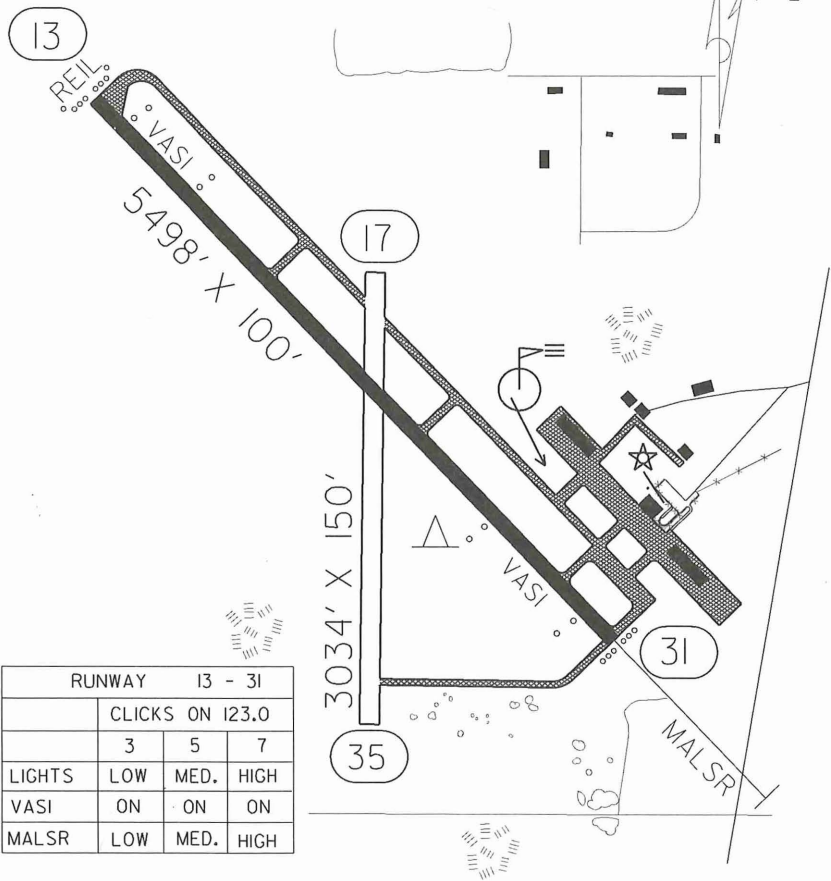 13
REIL
VASI
5498' X 100'
17
3034' X 150'
VASI
31
35
MALSR
RUNWAY 13 - 31
CLICKS ON 123.0
3 5 7
LIGHTS LOW MED. HIGH
VASI ON ON ON
MALSR LOW MED. HIGH